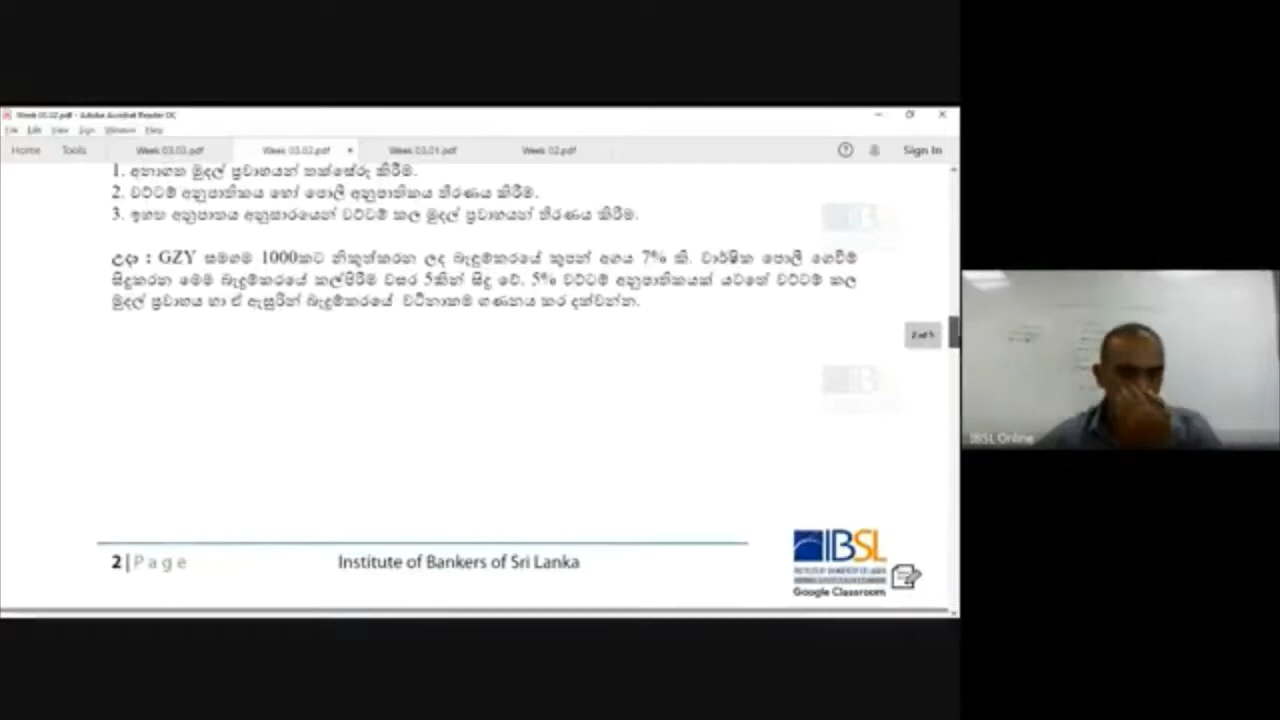 Week 03.02.pdf - Adobe Acrobat Reader DC
File Edit View Sign Window Help
Home Tools Week 03.03.pdf Week 03.02.pdf × Week 03.01.pdf Week 02.pdf Sign In
1. අනාගත මුදල් ප්‍රවාහයන් තක්සේරු කිරීම.
2. වට්ටම් අනුපාතිකය හෝ පොලී අනුපාතිකය තීරණය කිරීම.
3. ඉහත අනුපාතය අනුසාරයෙන් වට්ටම් කල මුදල් ප්‍රවාහයන් තීරණය කිරීම.
උදා : GZY සමගම 1000කට නිකුත්කරන ලද බැඳුම්කරයේ කූපන් අගය 7% කි. වාර්ෂික පොලී ගෙවීම්
සිදුකරන මෙම බැඳුම්කරයේ කල්පිරීම වසර 5කින් සිදු වේ. 5% වට්ටම් අනුපාතිකයක් යටතේ වට්ටම් කල
මුදල් ප්‍රවාහය හා ඒ ඇසුරින් බැඳුම්කරයේ වටිනාකම ගණනය කර දක්වන්න.
2 of 5
IBSL Online
2 | Page Institute of Bankers of Sri Lanka
IBSL
Google Classroom